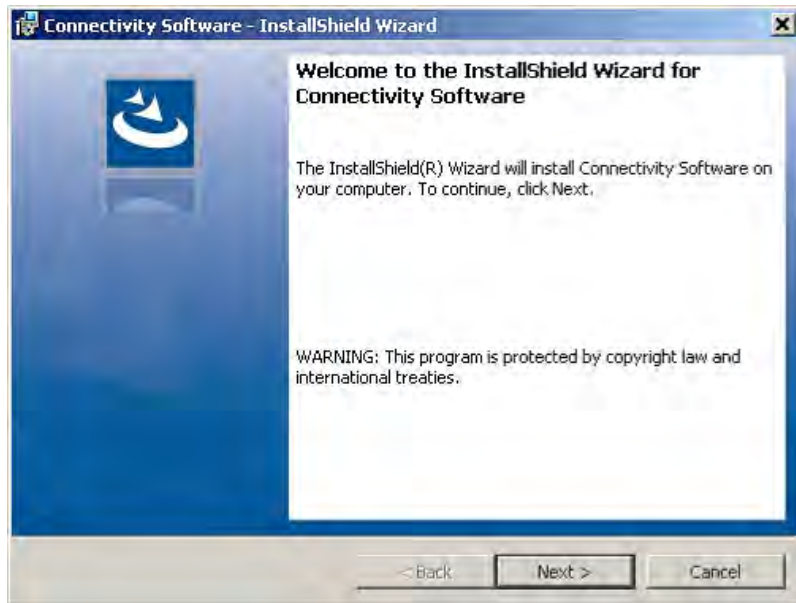 Connectivity Software - InstallShield Wizard
Welcome to the InstallShield Wizard for
Connectivity Software
The InstallShield(R) Wizard will install Connectivity Software on
your computer. To continue, click Next.
WARNING: This program is protected by copyright law and
international treaties.
< Back
Next >
Cancel